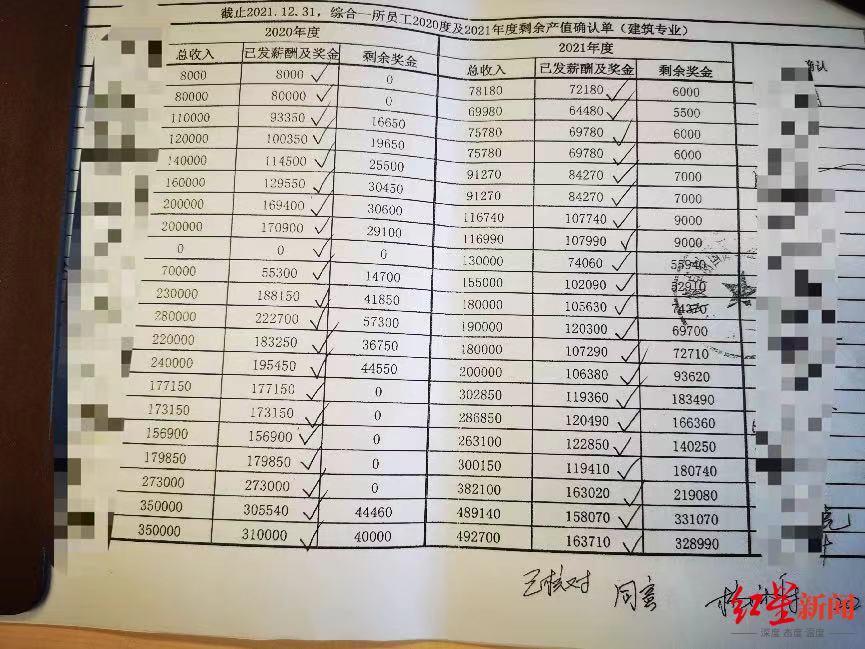 截止2021.12.31，综合一所员工2020度及2021年度剩余产值确认单（建筑专业）
2020年度 2021年度
总收入 已发薪酬及奖金 剩余奖金 总收入 已发薪酬及奖金 剩余奖金 确认
8000 8000 0 78180 72180 6000
80000 80000 0 69980 64480 5500
110000 93350 16650 75780 69780 6000
120000 100350 19650 75780 69780 6000
140000 114500 25500 91270 84270 7000
160000 129550 30450 91270 84270 7000
200000 169400 30600 116740 107740 9000
200000 170900 29100 116990 107990 9000
0 0 0 130000 74060 55940
70000 55300 14700 155000 102090 52910
230000 188150 41850 180000 105630 74370
280000 222700 57300 190000 120300 69700
220000 183250 36750 180000 107290 72710
240000 195450 44550 200000 106380 93620
177150 177150 0 302850 119360 183490
173150 173150 0 286850 120490 166360
156900 156900 0 263100 122850 140250
179850 179850 0 300150 119410 180740
273000 273000 0 382100 163020 219080
350000 305540 44460 489140 158070 331070
350000 310000 40000 492700 163710 328990
已核对 同意
红星新闻
深度 态度 温度